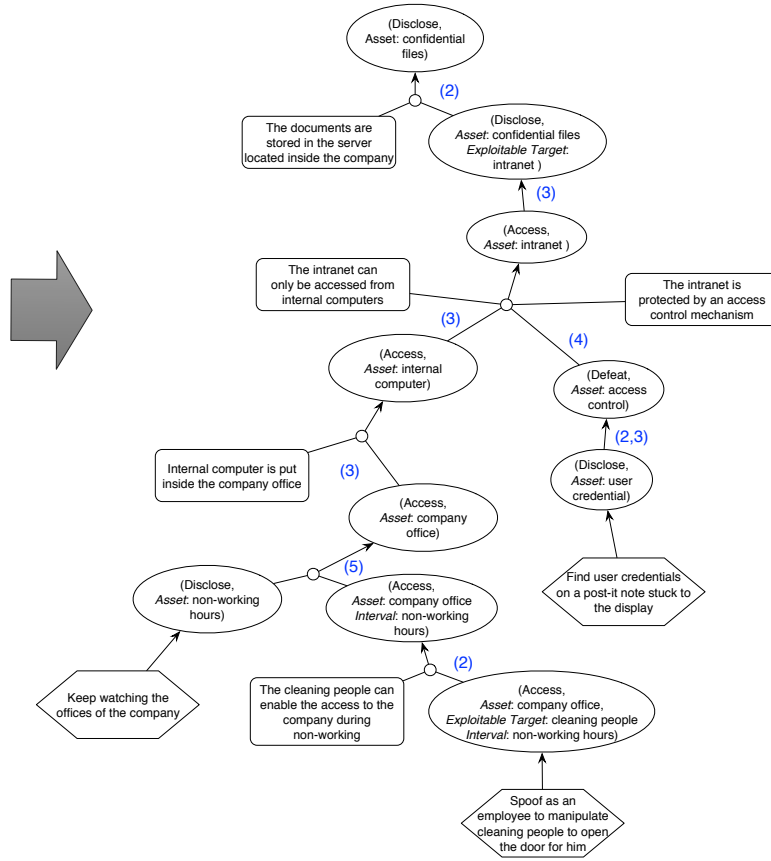 (Disclose,
Asset: confidential
files)
(2)
The documents are
stored in the server
located inside the
company
(Disclose,
Asset: confidential files
Exploitable Target:
intranet )
(3)
(Access,
Asset: intranet )
The intranet can
only be accessed from
internal computers
The intranet is
protected by an access
control mechanism
(3)
(4)
(Access,
Asset: internal
computer)
(Defeat,
Asset: access
control)
(2,3)
Internal computer is put
inside the company office
(3)
(Disclose,
Asset: user
credential)
(Access,
Asset: company
office)
(5)
(Disclose,
Asset: non-working
hours)
(Access,
Asset: company office
Interval: non-working
hours)
Find user credentials
on a post-it note stuck to
the display
(2)
Keep watching the
offices of the company
The cleaning people can
enable the access to the
company during
non-working
(Access,
Asset: company office,
Exploitable Target: cleaning people
Interval: non-working hours)
Spoof as an
employee to manipulate
cleaning people to open
the door for him